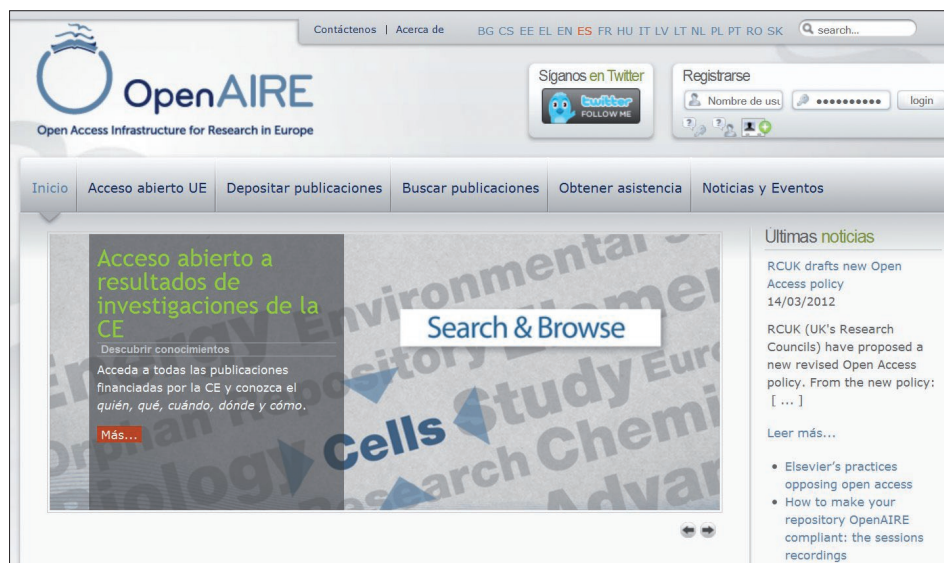 Contáctenos | Acerca de
BG CS EE EL EN ES FR HU IT LV LT NL PL PT RO SK
search...
OpenAIRE
Open Access Infrastructure for Research in Europe
Síganos en Twitter
twitter
FOLLOW ME
Registrarse
Nombre de usu
login
Inicio
Acceso abierto UE
Depositar publicaciones
Buscar publicaciones
Obtener asistencia
Noticias y Eventos
Acceso abierto a
resultados de
investigaciones de la
CE
Descubrir conocimientos
Acceda a todas las publicaciones
financiadas por la CE y conozca el
quién, qué, cuándo, dónde y cómo.
Más...
Energy Environmental
Orphan Repository Elemen
Biology Cells Study Euro
Research Chemi
Advan
Search & Browse
Últimas noticias
RCUK drafts new Open
Access policy
14/03/2012
RCUK (UK's Research
Councils) have proposed a
new revised Open Access
policy. From the new policy:
[ ... ]
Leer más...
• Elsevier's practices
opposing open access
• How to make your
repository OpenAIRE
compliant: the sessions
recordings